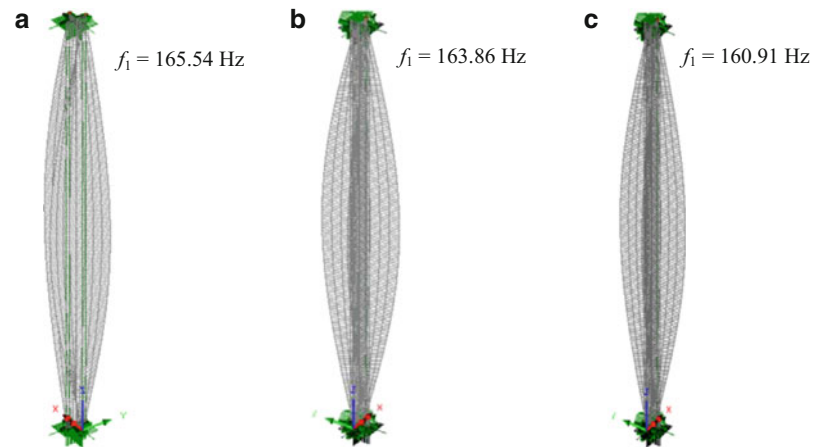 a
b
c
f₁ = 165.54 Hz
f₁ = 163.86 Hz
f₁ = 160.91 Hz
X
Z
Y
Z
X
Z
X